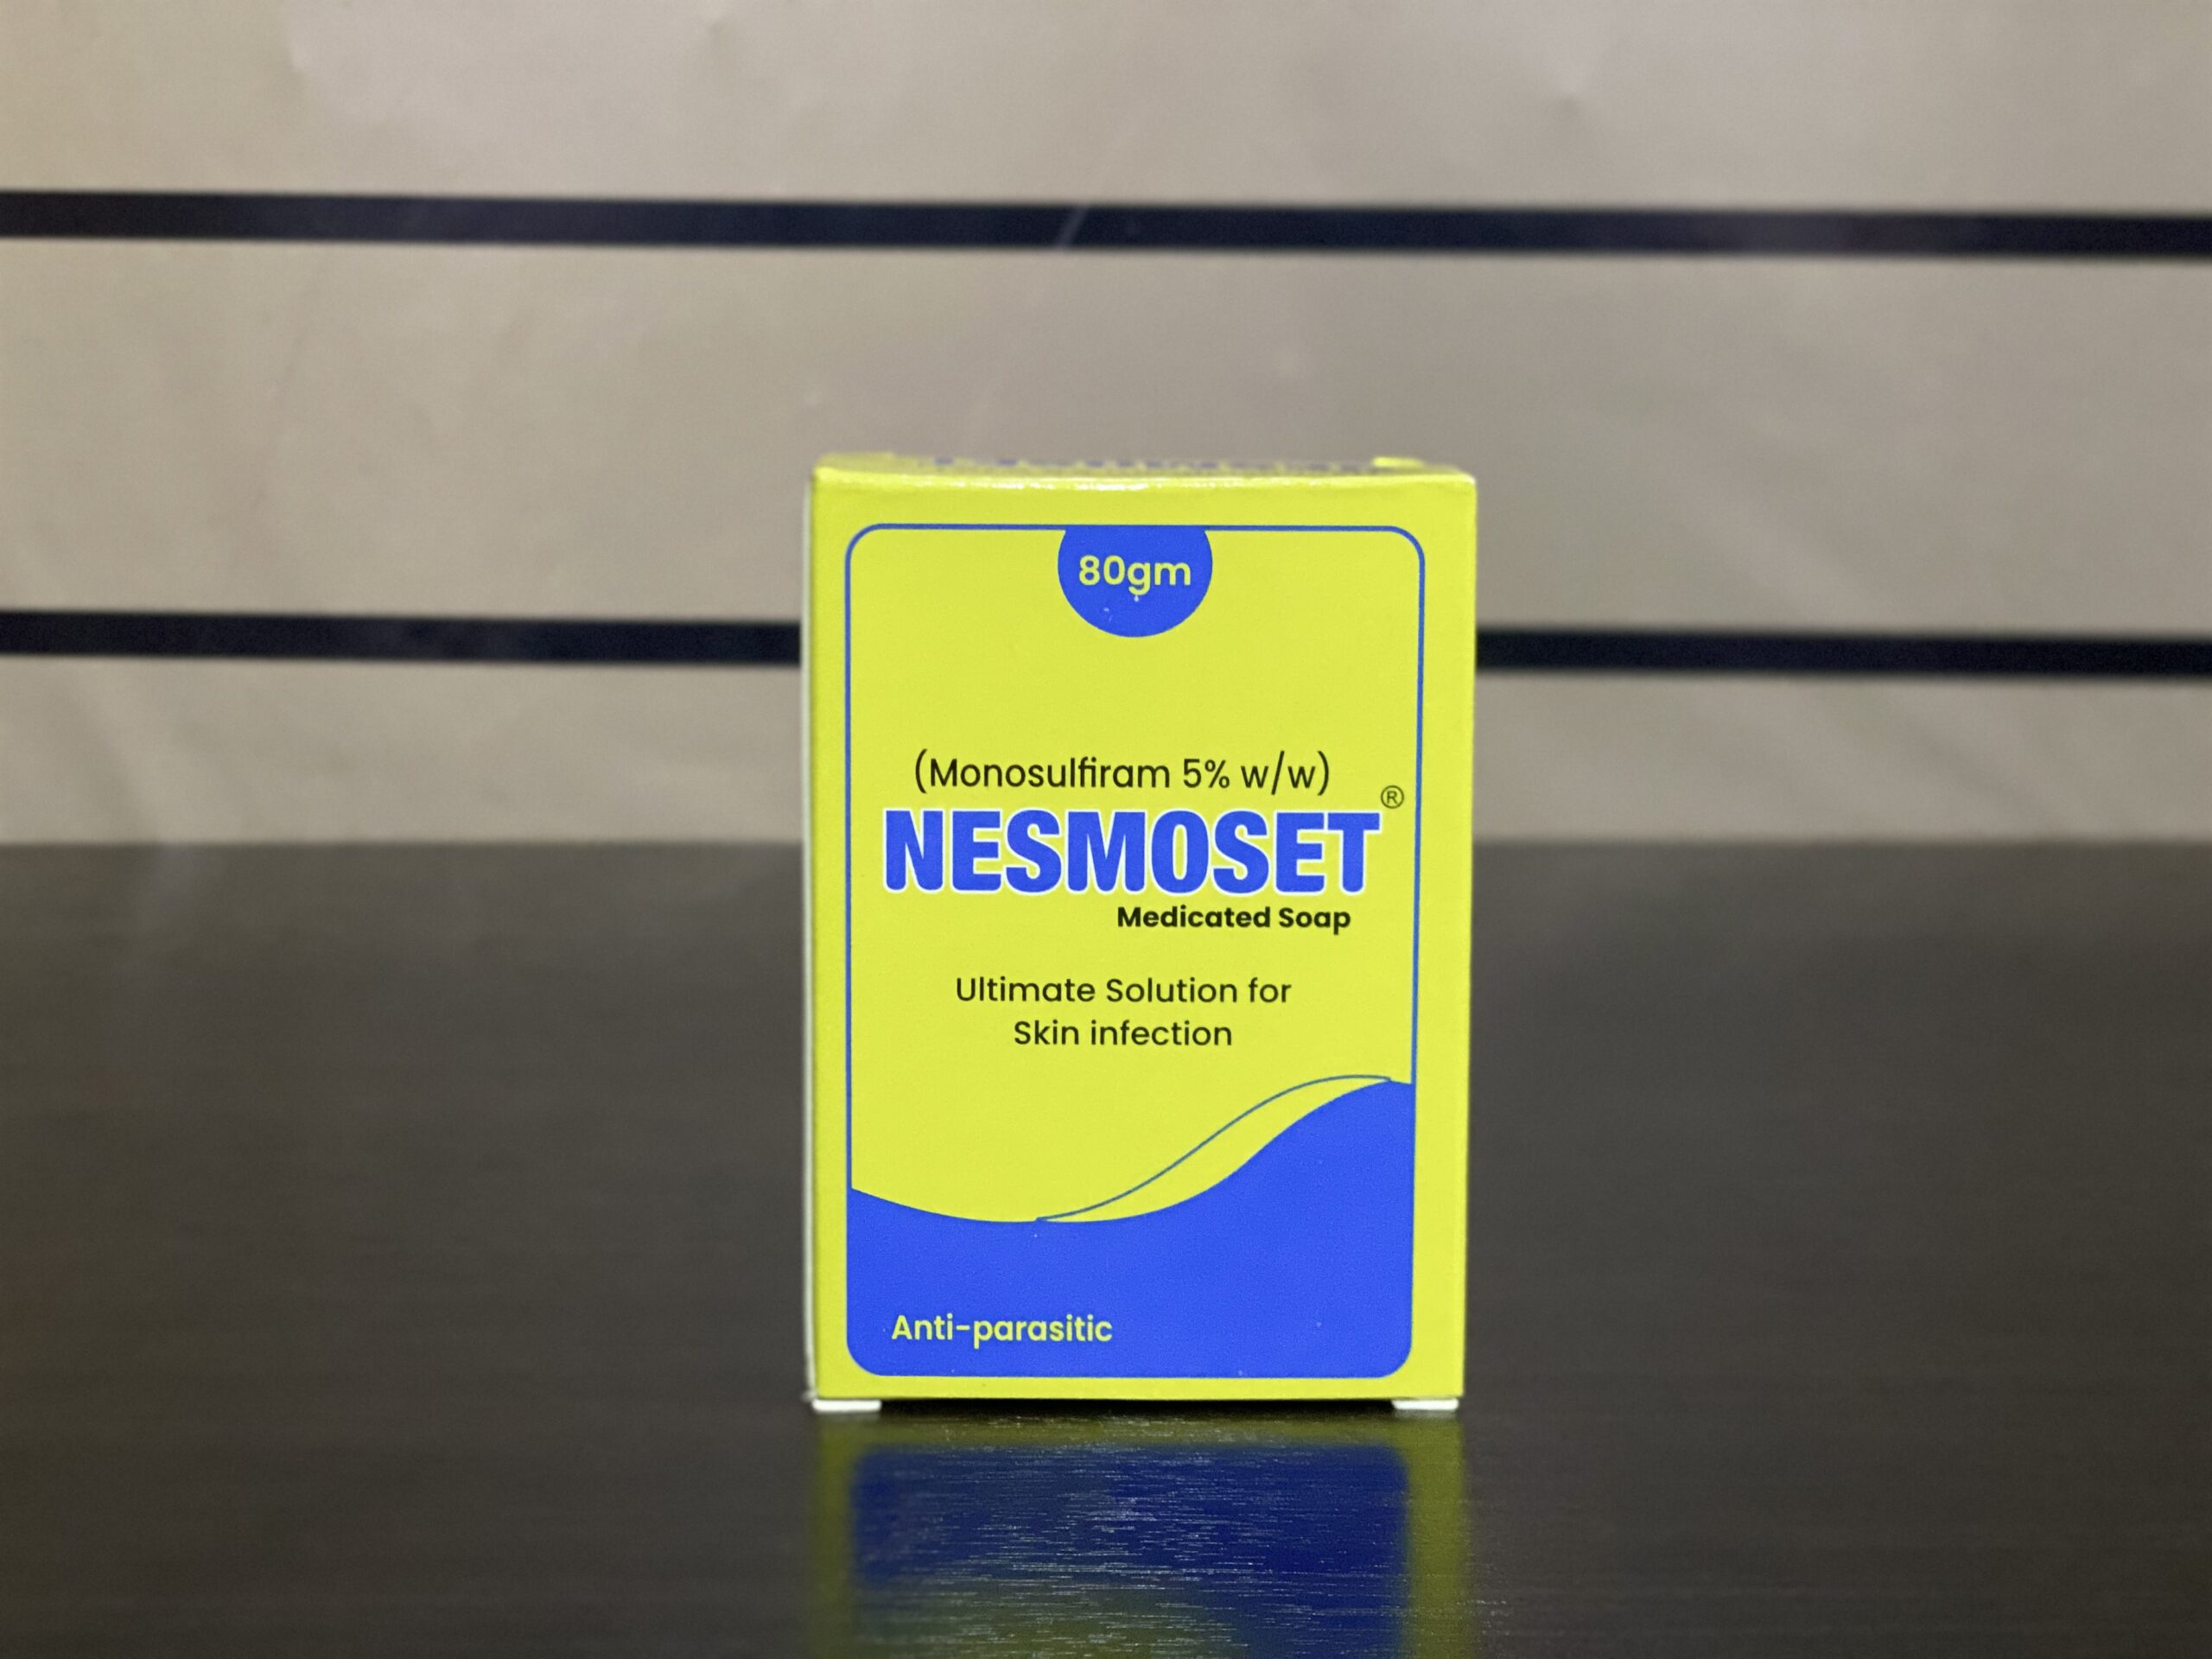 80gm
(Monosulfiram 5% w/w)
NESMOSET®
Medicated Soap
Ultimate Solution for
Skin infection
Anti-parasitic